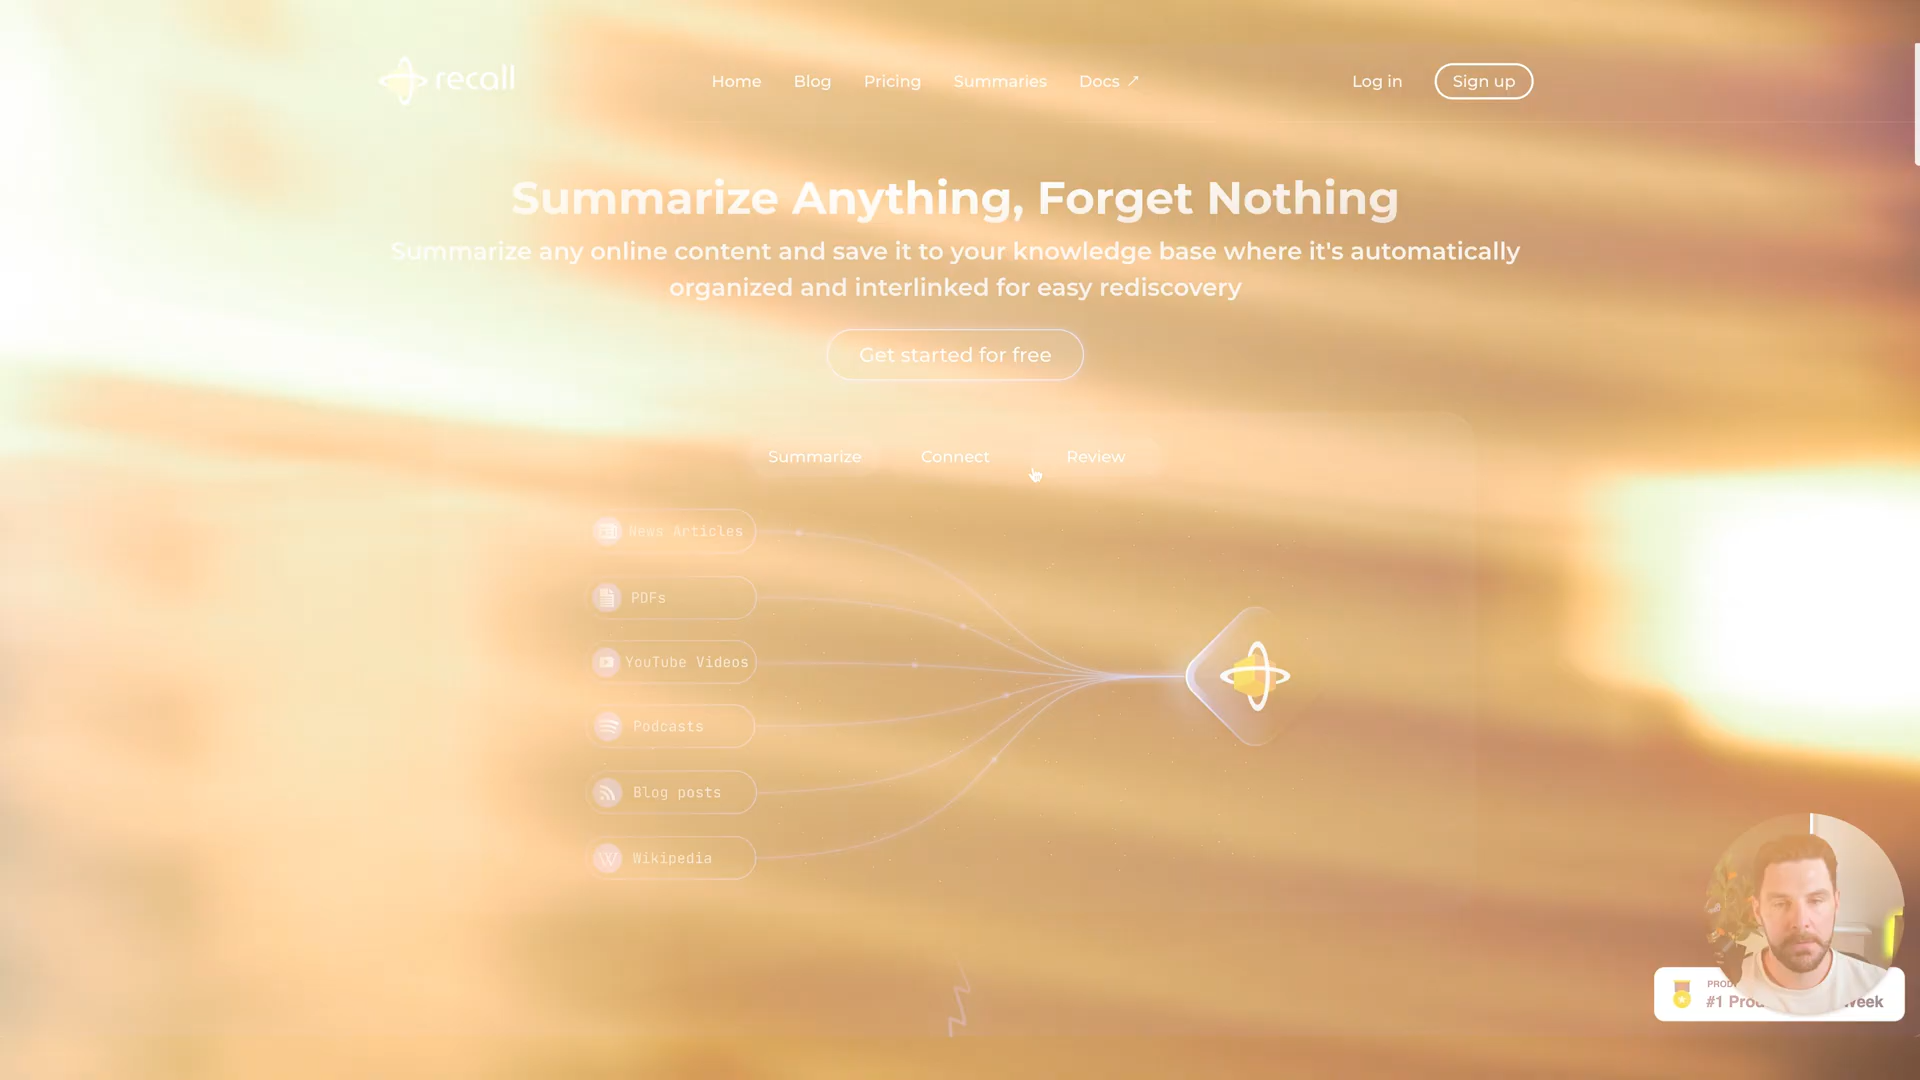 recall
Home Blog Pricing Summaries Docs ↗ Log in Sign up
Summarize Anything, Forget Nothing
Summarize any online content and save it to your knowledge base where it's automatically
organized and interlinked for easy rediscovery
Get started for free
Summarize Connect Review
News Articles
PDFs
YouTube Videos
Podcasts
Blog posts
Wikipedia
#1